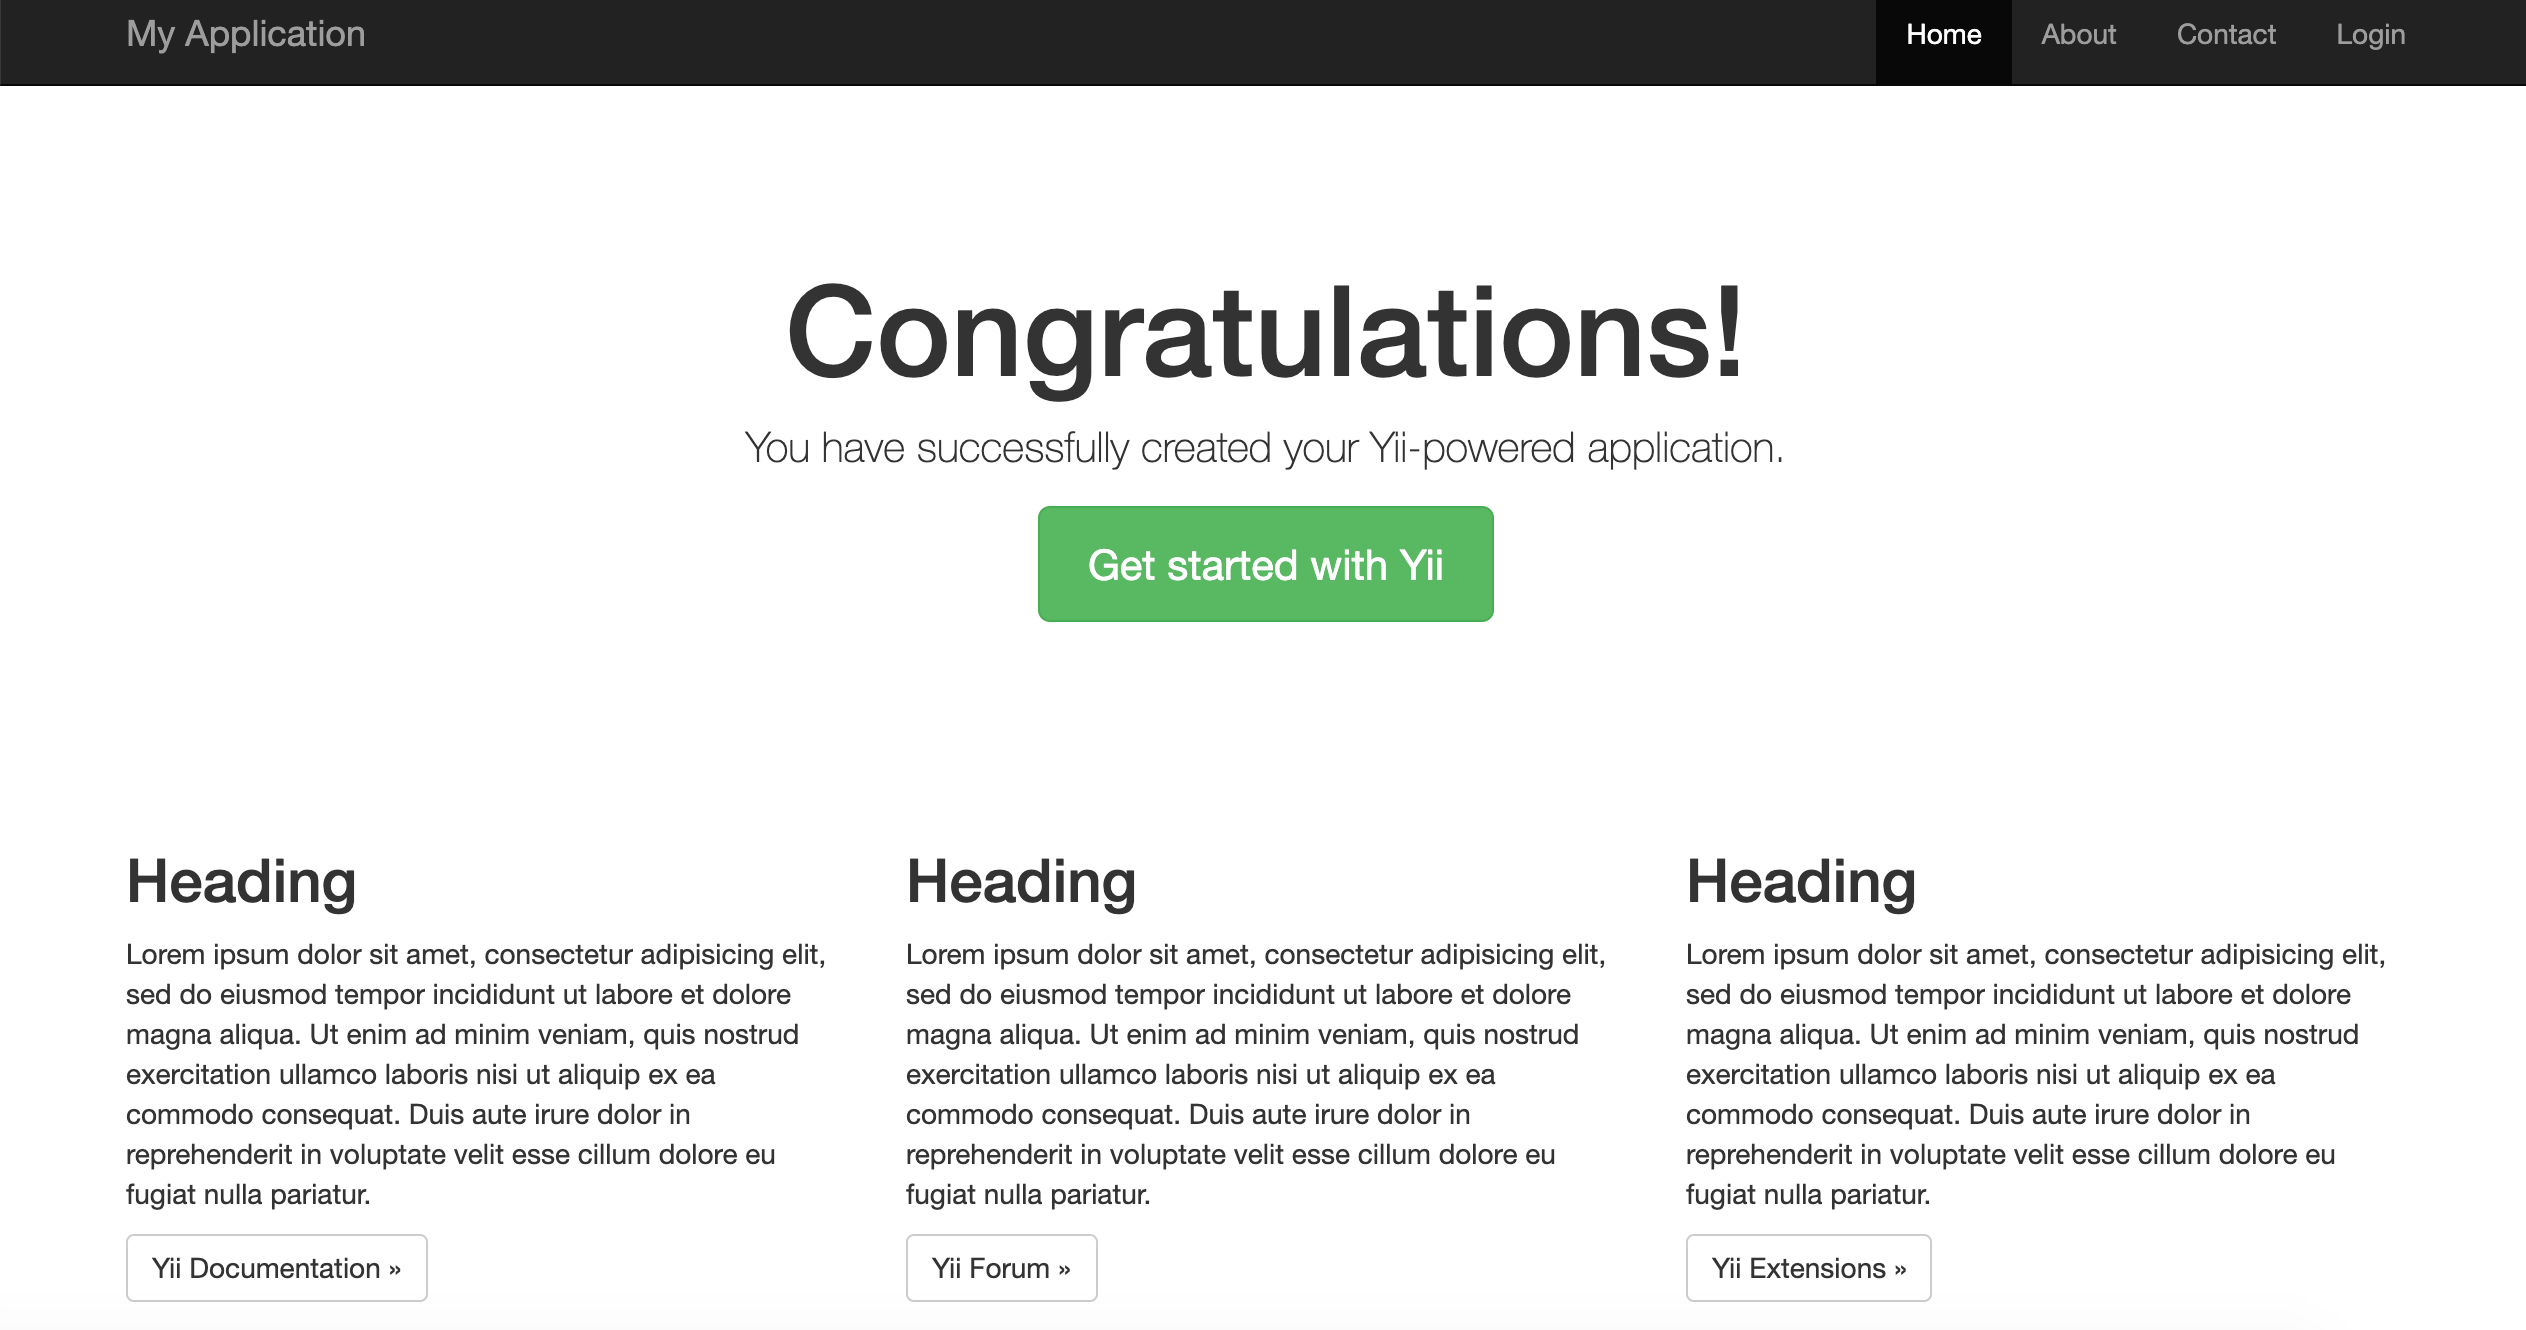 My Application
Home
About
Contact
Login
Congratulations!
You have successfully created your Yii-powered application.
Get started with Yii
Heading
Lorem ipsum dolor sit amet, consectetur adipisicing elit,
sed do eiusmod tempor incididunt ut labore et dolore
magna aliqua. Ut enim ad minim veniam, quis nostrud
exercitation ullamco laboris nisi ut aliquip ex ea
commodo consequat. Duis aute irure dolor in
reprehenderit in voluptate velit esse cillum dolore eu
fugiat nulla pariatur.
Yii Documentation »
Heading
Lorem ipsum dolor sit amet, consectetur adipisicing elit,
sed do eiusmod tempor incididunt ut labore et dolore
magna aliqua. Ut enim ad minim veniam, quis nostrud
exercitation ullamco laboris nisi ut aliquip ex ea
commodo consequat. Duis aute irure dolor in
reprehenderit in voluptate velit esse cillum dolore eu
fugiat nulla pariatur.
Yii Forum »
Heading
Lorem ipsum dolor sit amet, consectetur adipisicing elit,
sed do eiusmod tempor incididunt ut labore et dolore
magna aliqua. Ut enim ad minim veniam, quis nostrud
exercitation ullamco laboris nisi ut aliquip ex ea
commodo consequat. Duis aute irure dolor in
reprehenderit in voluptate velit esse cillum dolore eu
fugiat nulla pariatur.
Yii Extensions »